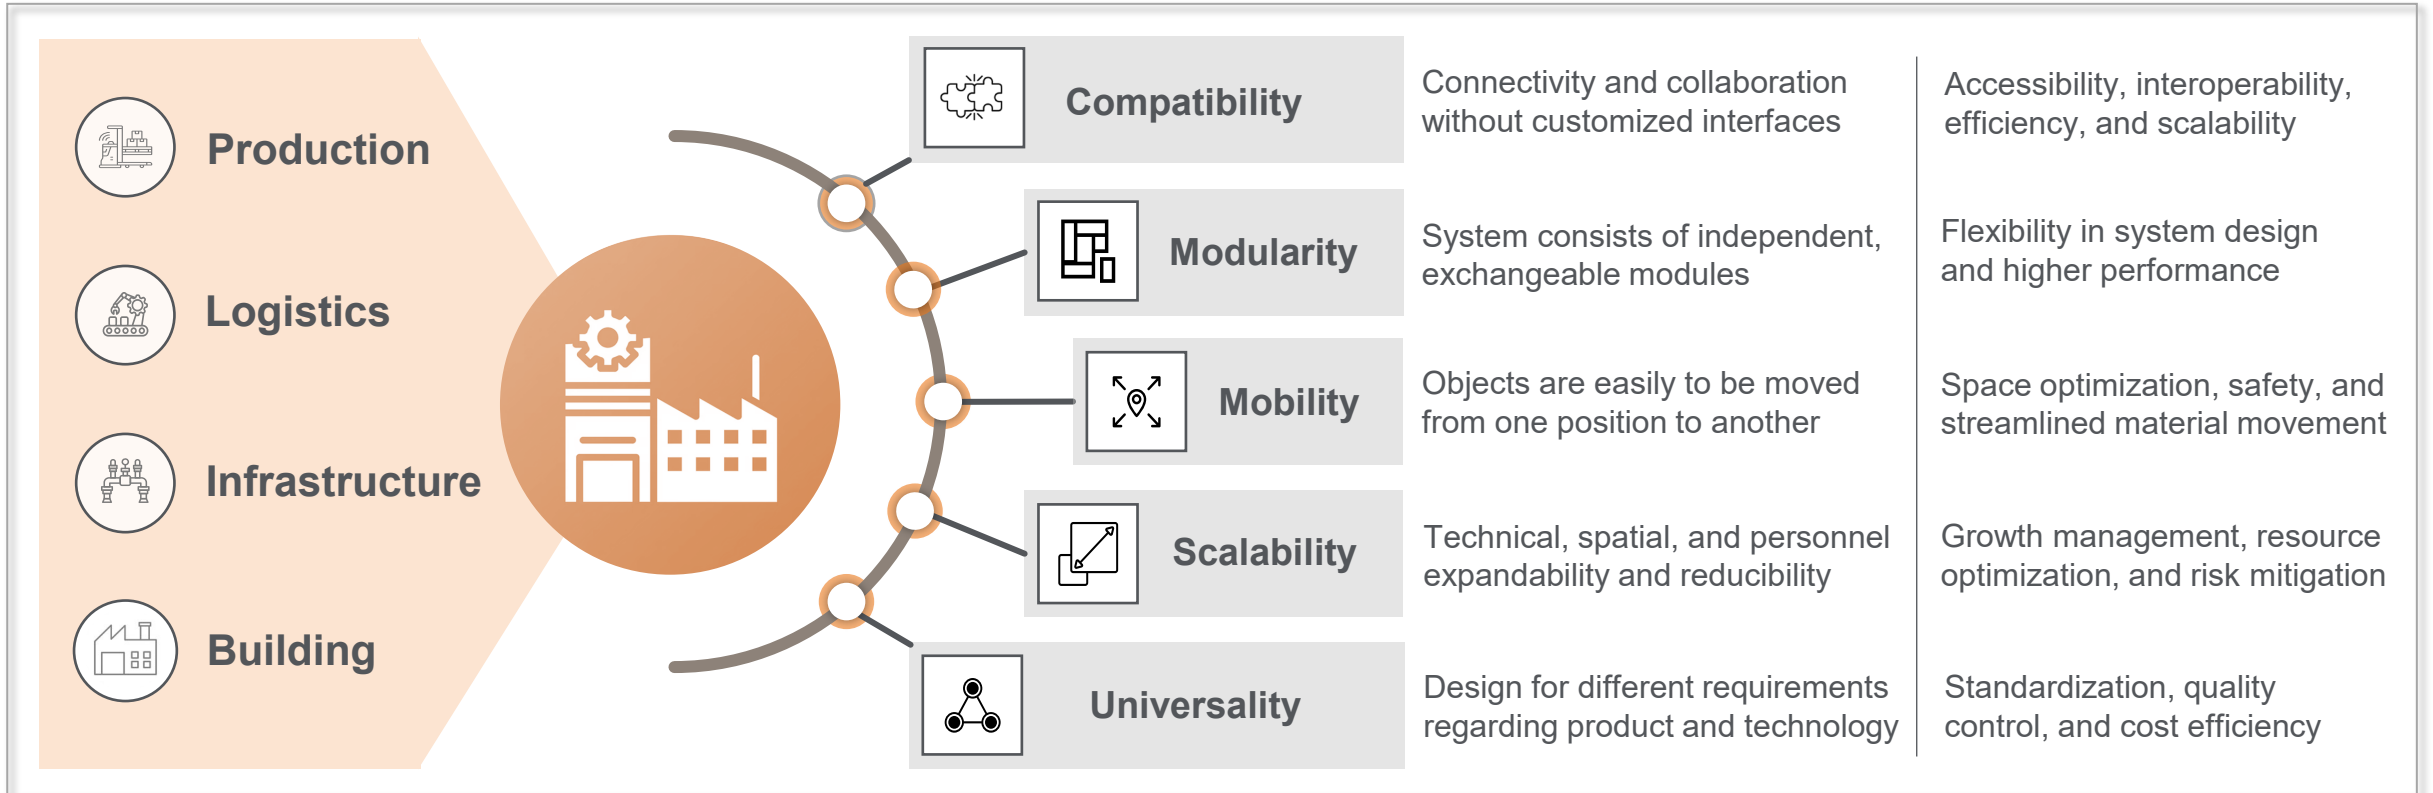 Production
Logistics
Infrastructure
Building
Compatibility
Connectivity and collaboration
without customized interfaces
Accessibility, interoperability,
efficiency, and scalability
Modularity
System consists of independent,
exchangeable modules
Flexibility in system design
and higher performance
Mobility
Objects are easily to be moved
from one position to another
Space optimization, safety, and
streamlined material movement
Scalability
Technical, spatial, and personnel
expandability and reducibility
Growth management, resource
optimization, and risk mitigation
Universality
Design for different requirements
regarding product and technology
Standardization, quality
control, and cost efficiency